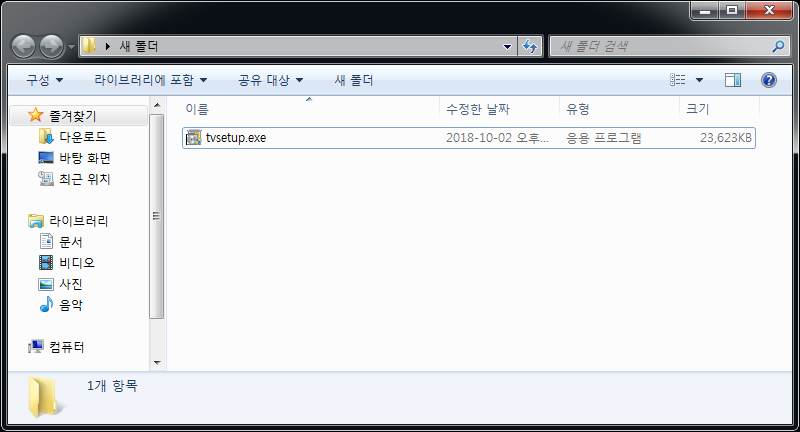 새 폴더
새 폴더 검색
구성 라이브러리에 포함 공유 대상 새 폴더
즐겨찾기
다운로드
바탕 화면
최근 위치
라이브러리
문서
비디오
사진
음악
컴퓨터
이름 수정한 날짜 유형 크기
tvsetup.exe 2018-10-02 오후... 응용 프로그램 23,623KB
1개 항목